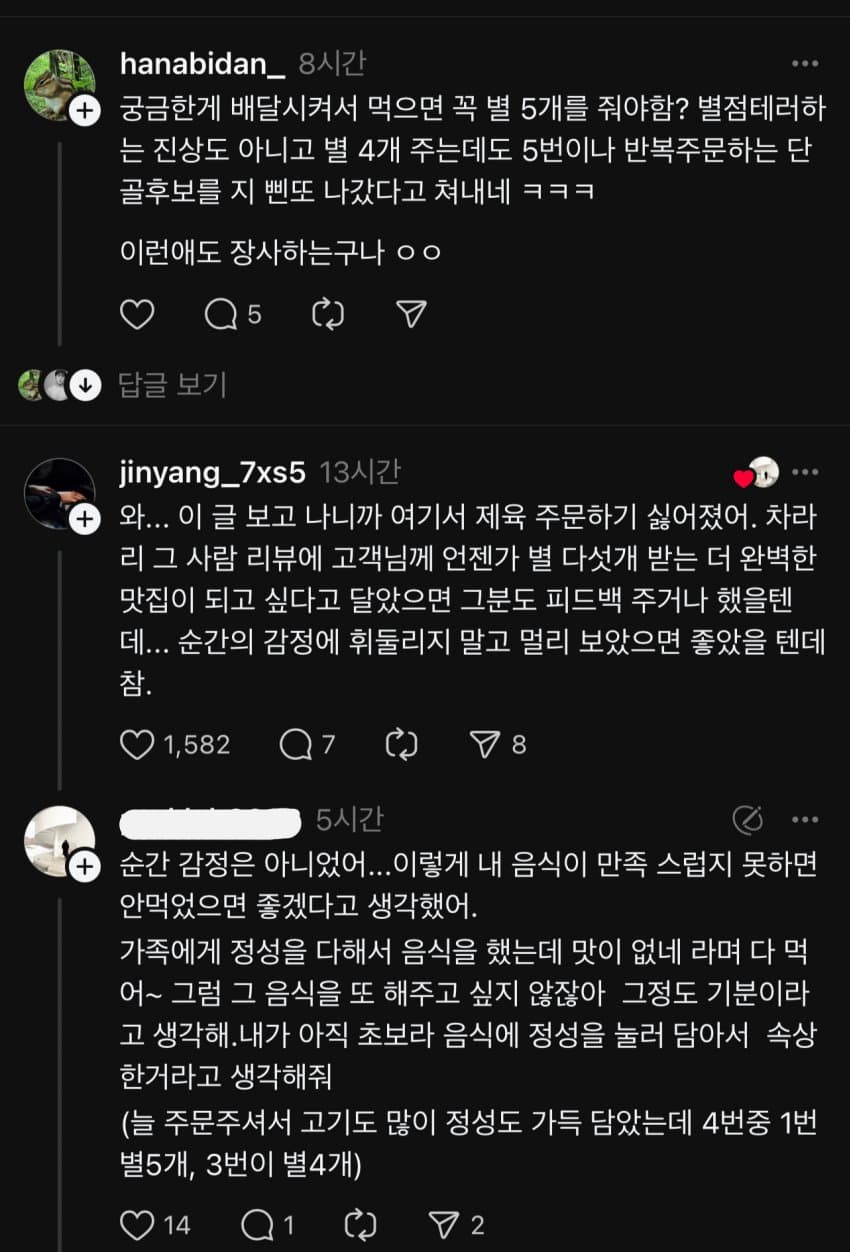 hanabidan_ 8시간
궁금한게 배달시켜서 먹으면 꼭 별 5개를 줘야함? 별점테러하
는 진상도 아니고 별 4개 주는데도 5번이나 반복주문하는 단
골후보를 지 삔또 나갔다고 쳐내네 ㅋㅋㅋ
이런애도 장사하는구나 ㅇㅇ
5
답글 보기
jinyang_7xs5 13시간
와... 이 글 보고 나니까 여기서 제육 주문하기 싫어졌어. 차라
리 그 사람 리뷰에 고객님께 언젠가 별 다섯개 받는 더 완벽한
맛집이 되고 싶다고 달았으면 그분도 피드백 주거나 했을텐
데... 순간의 감정에 휘둘리지 말고 멀리 보았으면 좋았을 텐데
참.
1,582 7 8
5시간
순간 감정은 아니었어...이렇게 내 음식이 만족 스럽지 못하면
안먹었으면 좋겠다고 생각했어.
가족에게 정성을 다해서 음식을 했는데 맛이 없네 라며 다 먹
어~ 그럼 그 음식을 또 해주고 싶지 않잖아 그정도 기분이라
고 생각해.내가 아직 초보라 음식에 정성을 눌러 담아서 속상
한거라고 생각해줘
(늘 주문주셔서 고기도 많이 정성도 가득 담았는데 4번중 1번
별5개, 3번이 별4개)
14 1 2